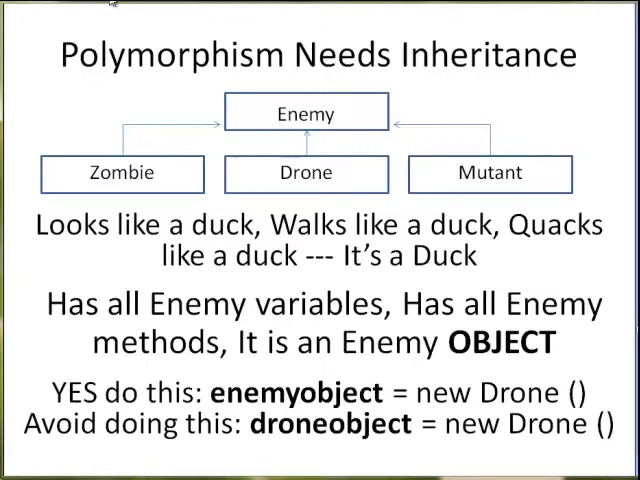 Polymorphism Needs Inheritance
Enemy
Zombie
Drone
Mutant
Looks like a duck, Walks like a duck, Quacks
like a duck --- It's a Duck
Has all Enemy variables, Has all Enemy
methods, It is an Enemy OBJECT
YES do this: enemyobject = new Drone ()
Avoid doing this: droneobject = new Drone ()